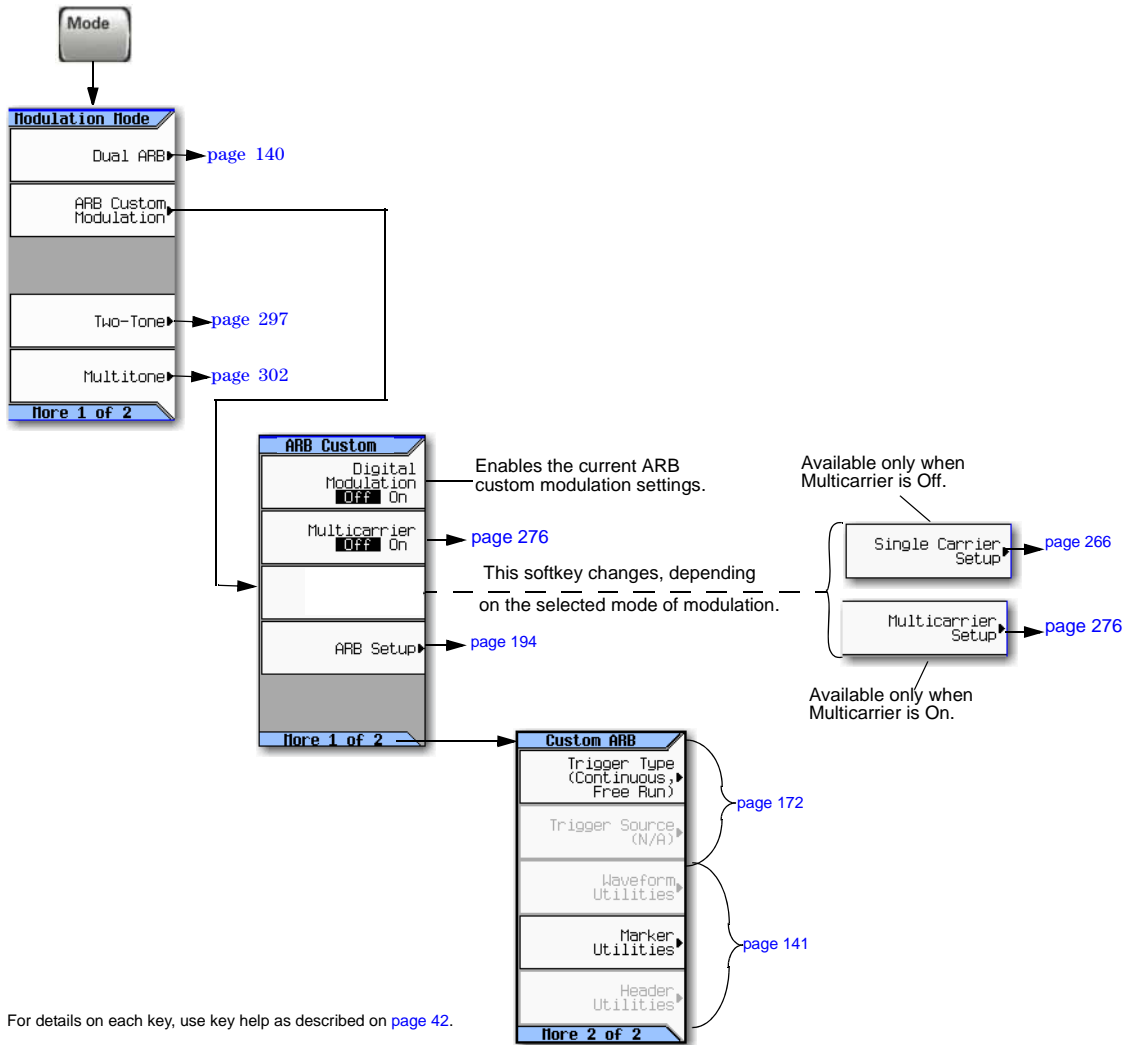 Mode
Modulation Mode
Dual ARB
page 140
ARB Custom
Modulation
Two-Tone
page 297
Multitone
page 302
More 1 of 2
ARB Custom
Digital
Modulation
Off On
Enables the current ARB
custom modulation settings.
Multicarrier
Off On
page 276
This softkey changes, depending
on the selected mode of modulation.
ARB Setup
page 194
More 1 of 2
Available only when
Multicarrier is Off.
Single Carrier
Setup
page 266
Multicarrier
Setup
page 276
Available only when
Multicarrier is On.
Custom ARB
Trigger Type
(Continuous,
Free Run)
Trigger Source
(N/A)
page 172
Waveform
Utilities
Marker
Utilities
Header
Utilities
page 141
More 2 of 2
For details on each key, use key help as described on page 42.